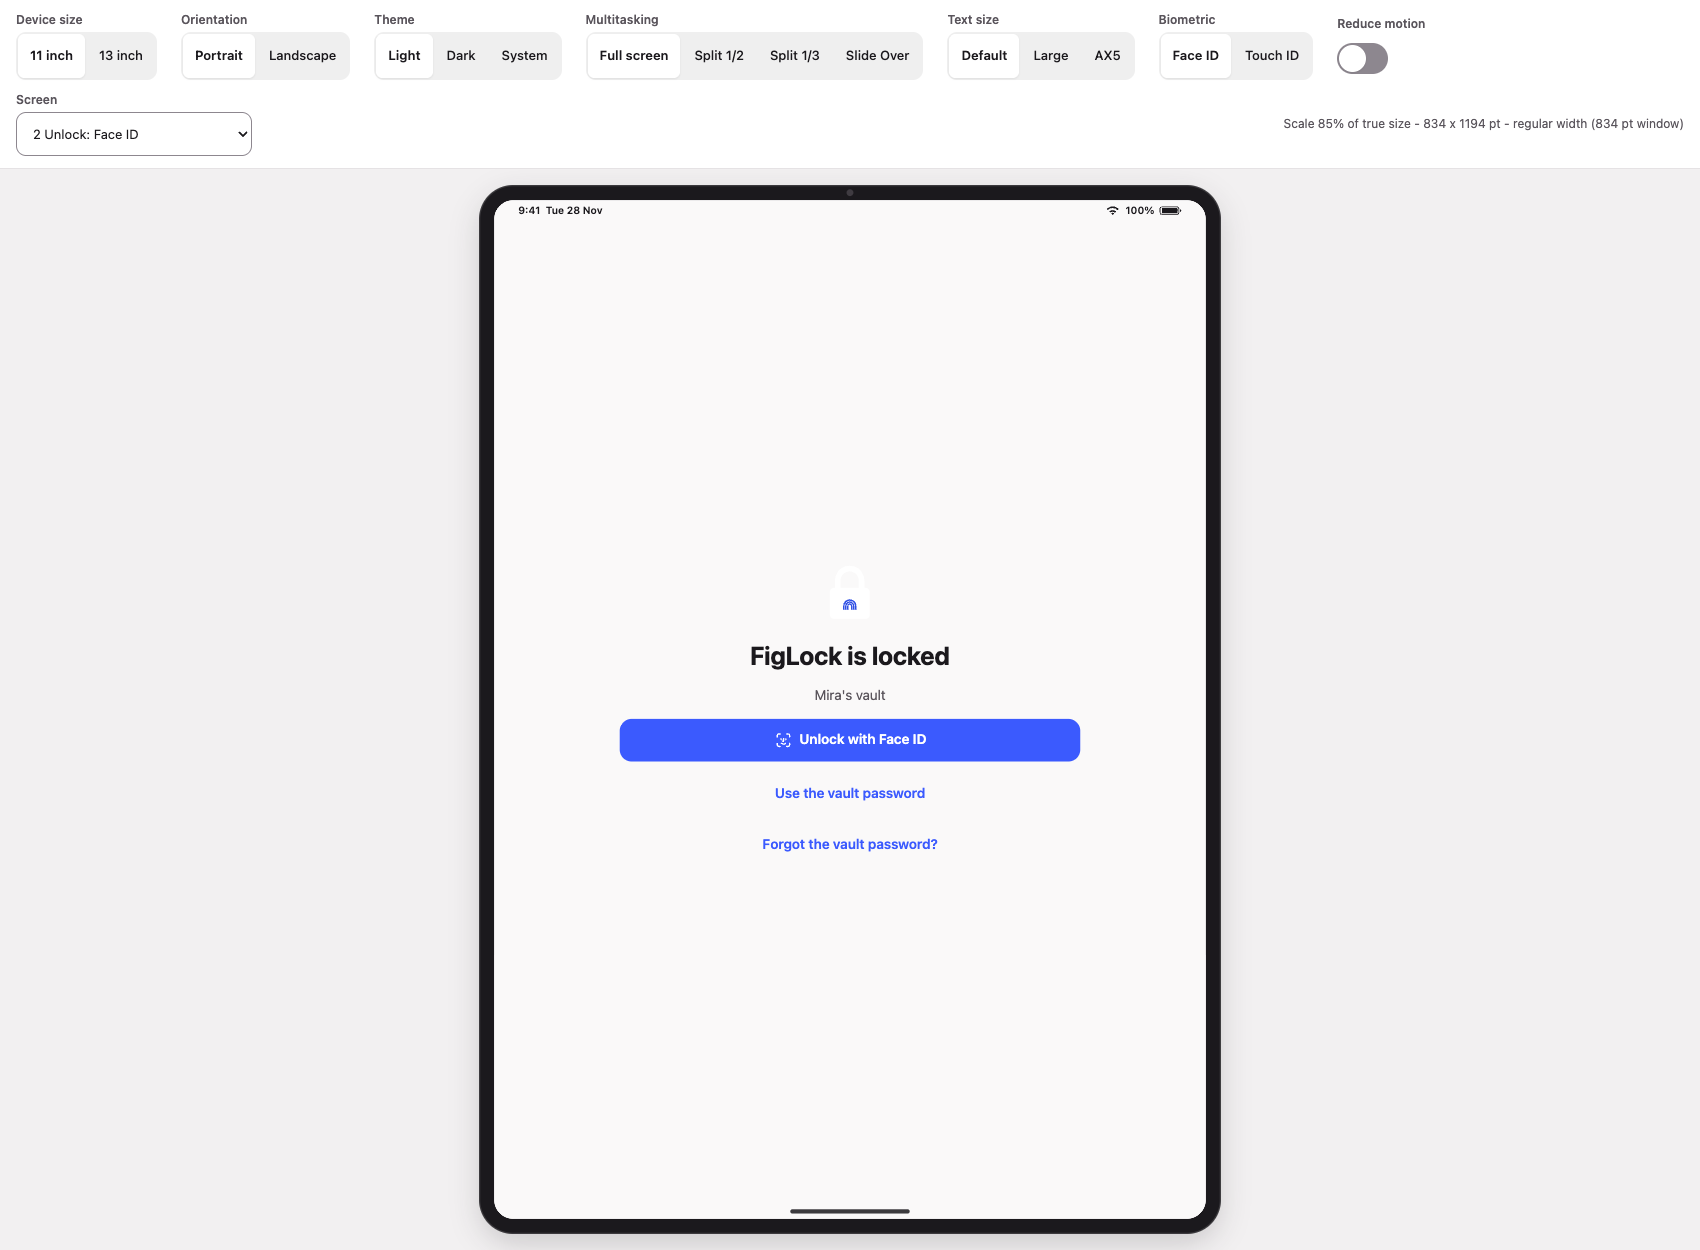 Device size
11 inch 13 inch
Orientation
Portrait Landscape
Theme
Light Dark System
Multitasking
Full screen Split 1/2 Split 1/3 Slide Over
Text size
Default Large AX5
Biometric
Face ID Touch ID
Reduce motion
Screen
2 Unlock: Face ID
Scale 85% of true size - 834 x 1194 pt - regular width (834 pt window)
9:41 Tue 28 Nov
100%
FigLock is locked
Mira's vault
Unlock with Face ID
Use the vault password
Forgot the vault password?